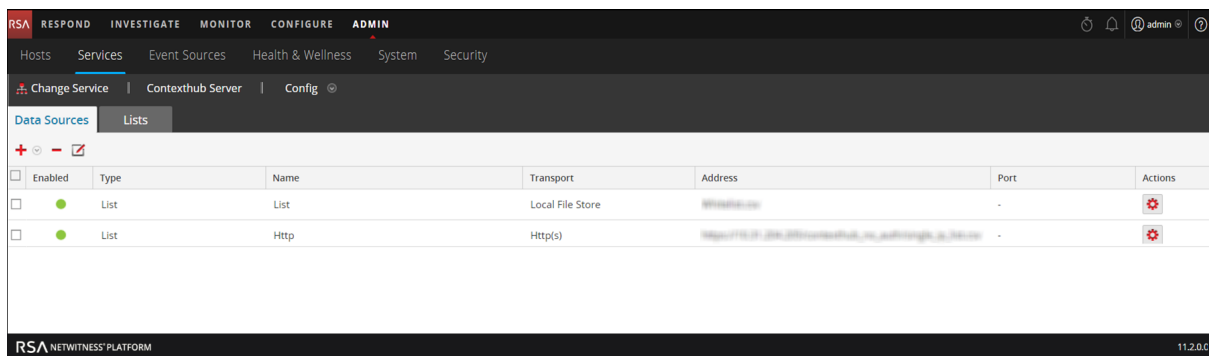 RSA RESPOND INVESTIGATE MONITOR CONFIGURE ADMIN admin
Hosts Services Event Sources Health & Wellness System Security
Change Service | Contexthub Server | Config
Data Sources Lists
Enabled Type Name Transport Address Port Actions
List List Local File Store -
List Http Http(s) -
RSA NETWITNESS® PLATFORM 11.2.0.0